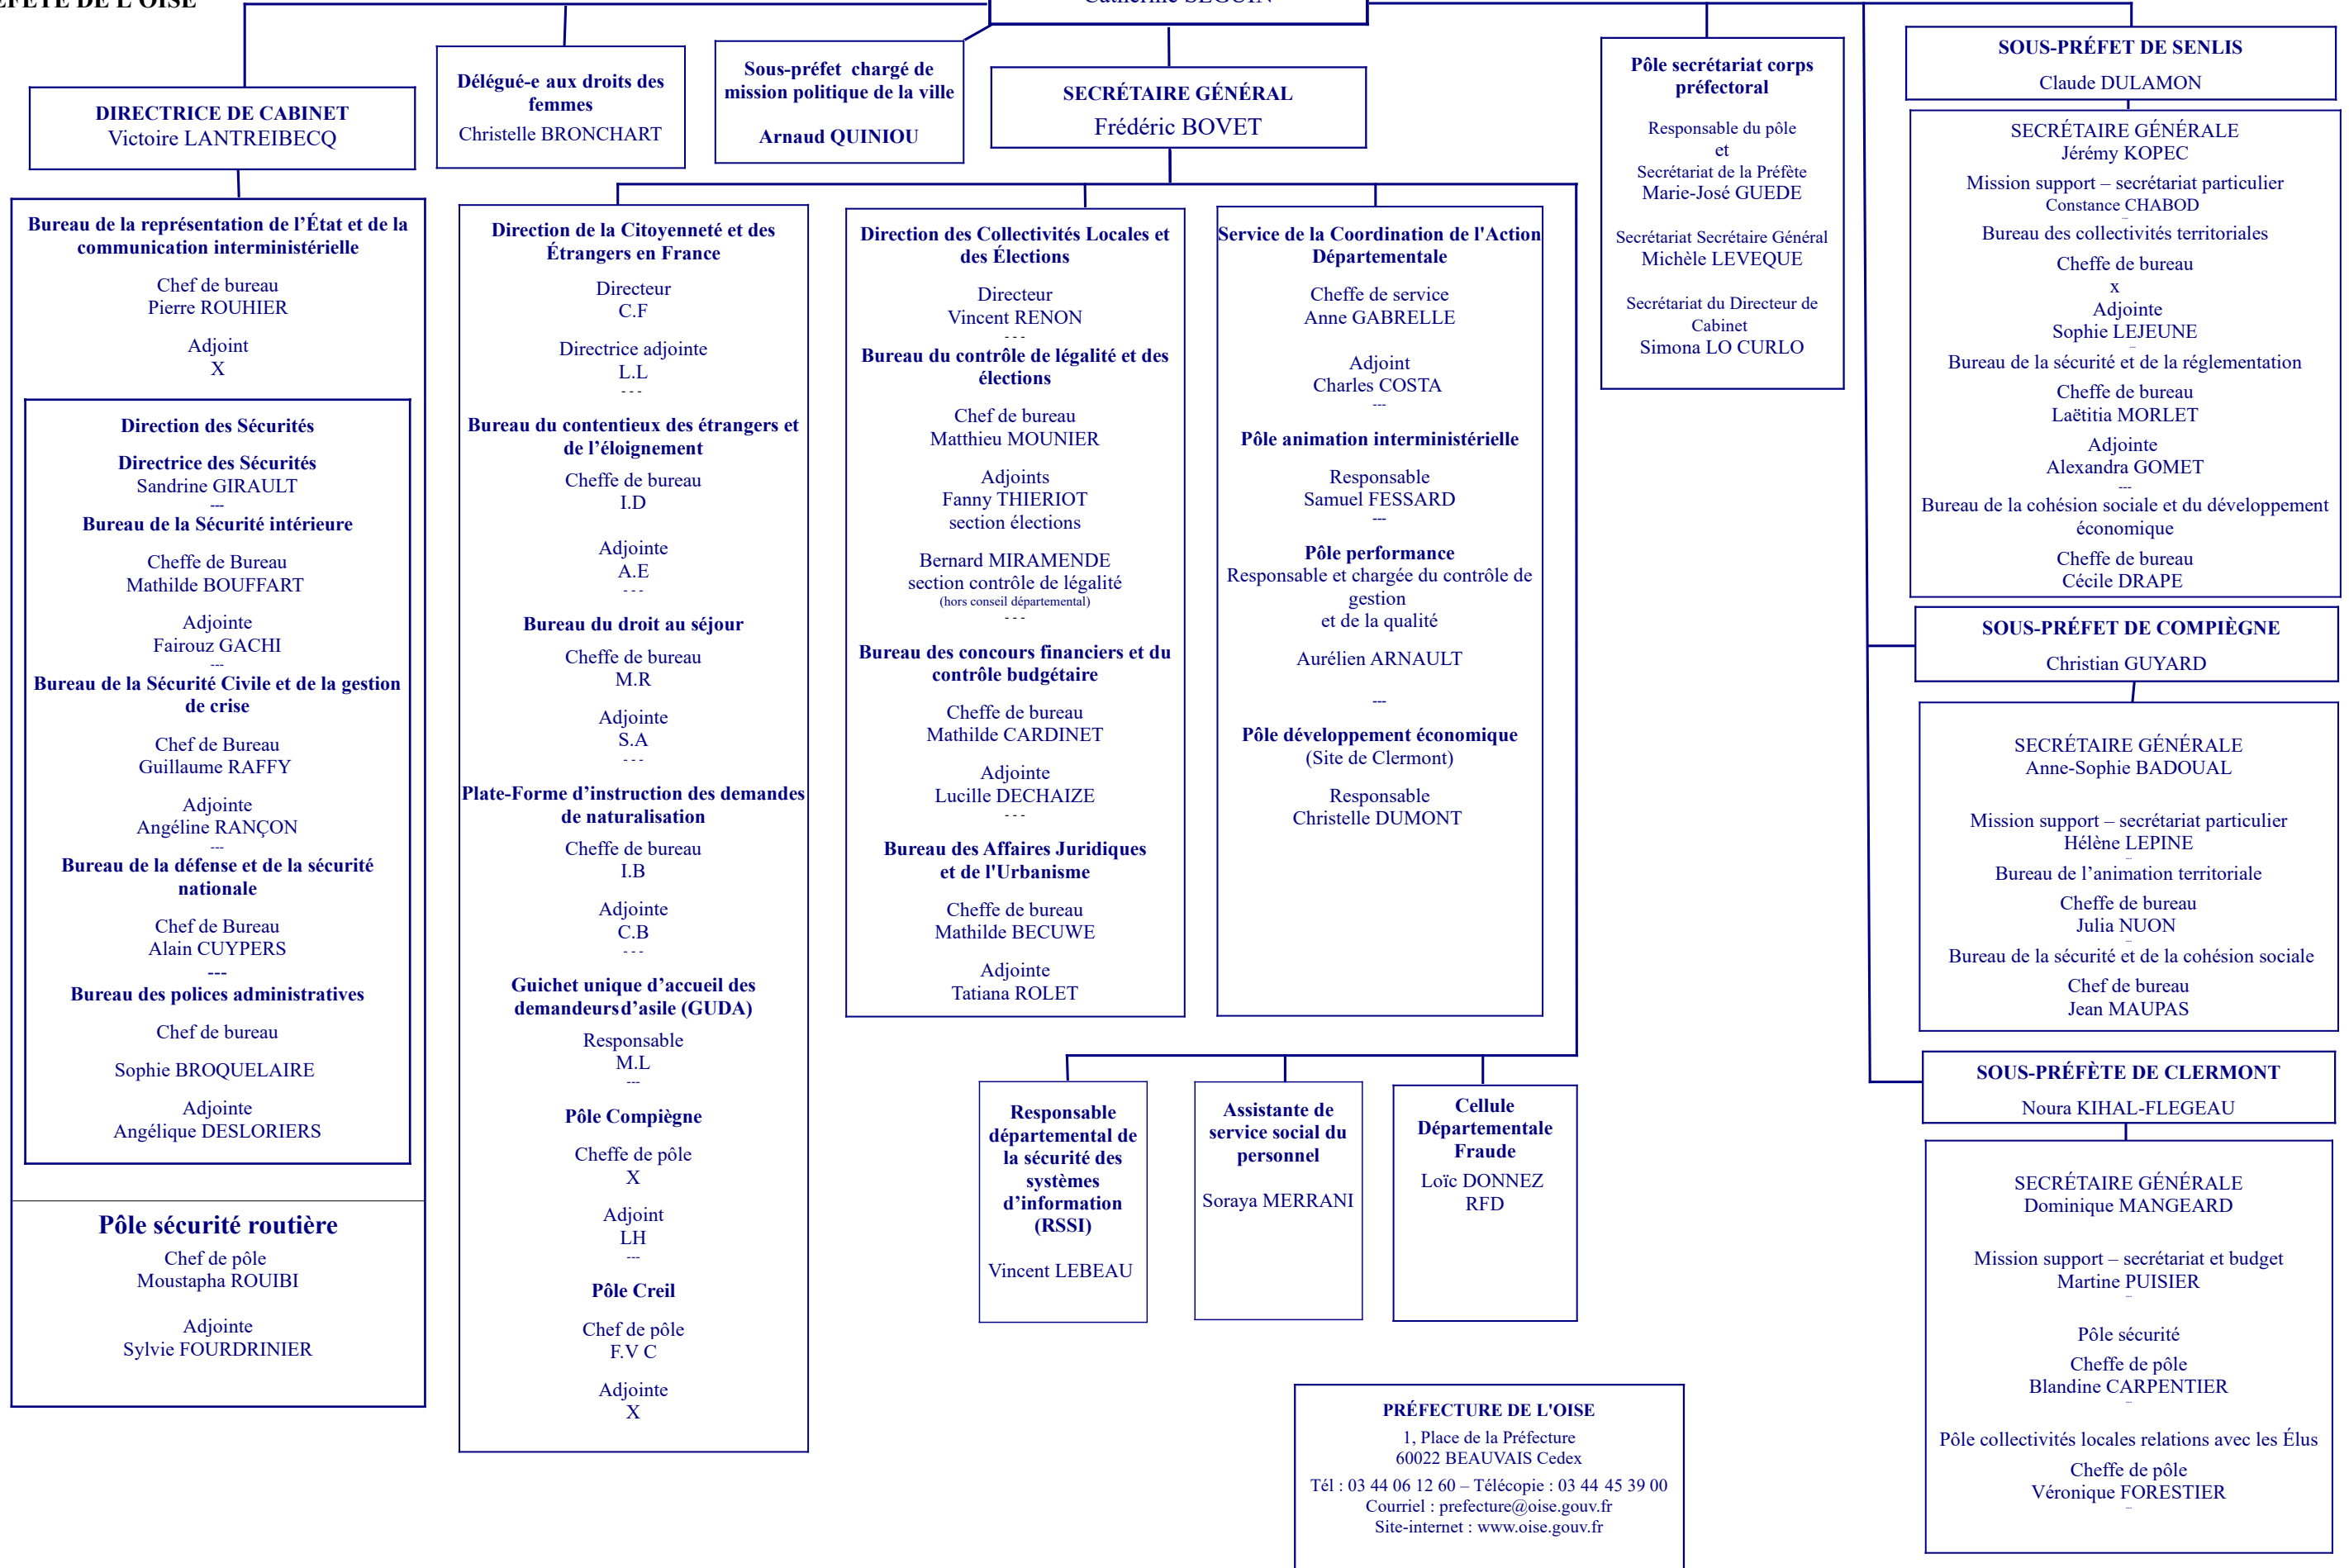 DIRECTRICE DE CABINET
Victoire LANTREIBECQ
Délégué-e aux droits des
femmes
Christelle BRONCHART
Sous-préfet chargé de
mission politique de la ville
Arnaud QUINIOU
Catherine SEGUIN
SECRÉTAIRE GÉNÉRAL
Frédéric BOVET
Bureau de la représentation de l’État et de la
communication interministérielle
Chef de bureau
Pierre ROUHIER
Adjoint
X
Direction des Sécurités
Directrice des Sécurités
Sandrine GIRAULT
---
Bureau de la Sécurité intérieure
Cheffe de Bureau
Mathilde BOUFFART
Adjointe
Fairouz GACHI
---
Bureau de la Sécurité Civile et de la gestion
de crise
Chef de Bureau
Guillaume RAFFY
Adjointe
Angéline RANÇON
---
Bureau de la défense et de la sécurité
nationale
Chef de Bureau
Alain CUYPERS
---
Bureau des polices administratives
Chef de bureau
Sophie BROQUELAIRE
Adjointe
Angélique DESLORIERS
Pôle sécurité routière
Chef de pôle
Moustapha ROUIBI
Adjointe
Sylvie FOURDRINIER
Direction de la Citoyenneté et des
Étrangers en France
Directeur
C.F
Directrice adjointe
L.L
- - -
Bureau du contentieux des étrangers et
de l’éloignement
Cheffe de bureau
I.D
Adjointe
A.E
- - -
Bureau du droit au séjour
Cheffe de bureau
M.R
Adjointe
S.A
- - -
Plate-Forme d’instruction des demandes
de naturalisation
Cheffe de bureau
I.B
Adjointe
C.B
- - -
Guichet unique d’accueil des
demandeurs d’asile (GUDA)
Responsable
M.L
---
Pôle Compiègne
Cheffe de pôle
X
Adjoint
LH
---
Pôle Creil
Chef de pôle
F.V C
Adjointe
X
Direction des Collectivités Locales et
des Élections
Directeur
Vincent RENON
- - -
Bureau du contrôle de légalité et des
élections
Chef de bureau
Matthieu MOUNIER
Adjoints
Fanny THIERIOT
section élections
Bernard MIRAMENDE
section contrôle de légalité
(hors conseil départemental)
- - -
Bureau des concours financiers et du
contrôle budgétaire
Cheffe de bureau
Mathilde CARDINET
Adjointe
Lucille DECHAIZE
- - -
Bureau des Affaires Juridiques
et de l'Urbanisme
Cheffe de bureau
Mathilde BECUWE
Adjointe
Tatiana ROLET
Service de la Coordination de l'Action
Départementale
Cheffe de service
Anne GABRELLE
Adjoint
Charles COSTA
---
Pôle animation interministérielle
Responsable
Samuel FESSARD
---
Pôle performance
Responsable et chargée du contrôle de
gestion
et de la qualité
Aurélien ARNAULT
---
Pôle développement économique
(Site de Clermont)
Responsable
Christelle DUMONT
Responsable
départemental de
la sécurité des
systèmes
d’information
(RSSI)
Vincent LEBEAU
Assistante de
service social du
personnel
Soraya MERRANI
Cellule
Départementale
Fraude
Loïc DONNEZ
RFD
Pôle secrétariat corps
préfectoral
Responsable du pôle
et
Secrétariat de la Préfète
Marie-José GUEDE
Secrétariat Secrétaire Général
Michèle LEVEQUE
Secrétariat du Directeur de
Cabinet
Simona LO CURLO
SOUS-PRÉFET DE SENLIS
Claude DULAMON
SECRÉTAIRE GÉNÉRALE
Jérémy KOPEC
Mission support – secrétariat particulier
Constance CHABOD
Bureau des collectivités territoriales
Cheffe de bureau
x
Adjointe
Sophie LEJEUNE
Bureau de la sécurité et de la réglementation
Cheffe de bureau
Laëtitia MORLET
Adjointe
Alexandra GOMET
---
Bureau de la cohésion sociale et du développement
économique
Cheffe de bureau
Cécile DRAPE
SOUS-PRÉFET DE COMPIÈGNE
Christian GUYARD
SECRÉTAIRE GÉNÉRALE
Anne-Sophie BADOUAL
Mission support – secrétariat particulier
Hélène LEPINE
Bureau de l’animation territoriale
Cheffe de bureau
Julia NUON
Bureau de la sécurité et de la cohésion sociale
Chef de bureau
Jean MAUPAS
SOUS-PRÉFÈTE DE CLERMONT
Noura KIHAL-FLEGEAU
SECRÉTAIRE GÉNÉRALE
Dominique MANGEARD
Mission support – secrétariat et budget
Martine PUISIER
Pôle sécurité
Cheffe de pôle
Blandine CARPENTIER
Pôle collectivités locales relations avec les Élus
Cheffe de pôle
Véronique FORESTIER
PRÉFECTURE DE L'OISE
1, Place de la Préfecture
60022 BEAUVAIS Cedex
Tél : 03 44 06 12 60 – Télécopie : 03 44 45 39 00
Courriel : prefecture@oise.gouv.fr
Site-internet : www.oise.gouv.fr